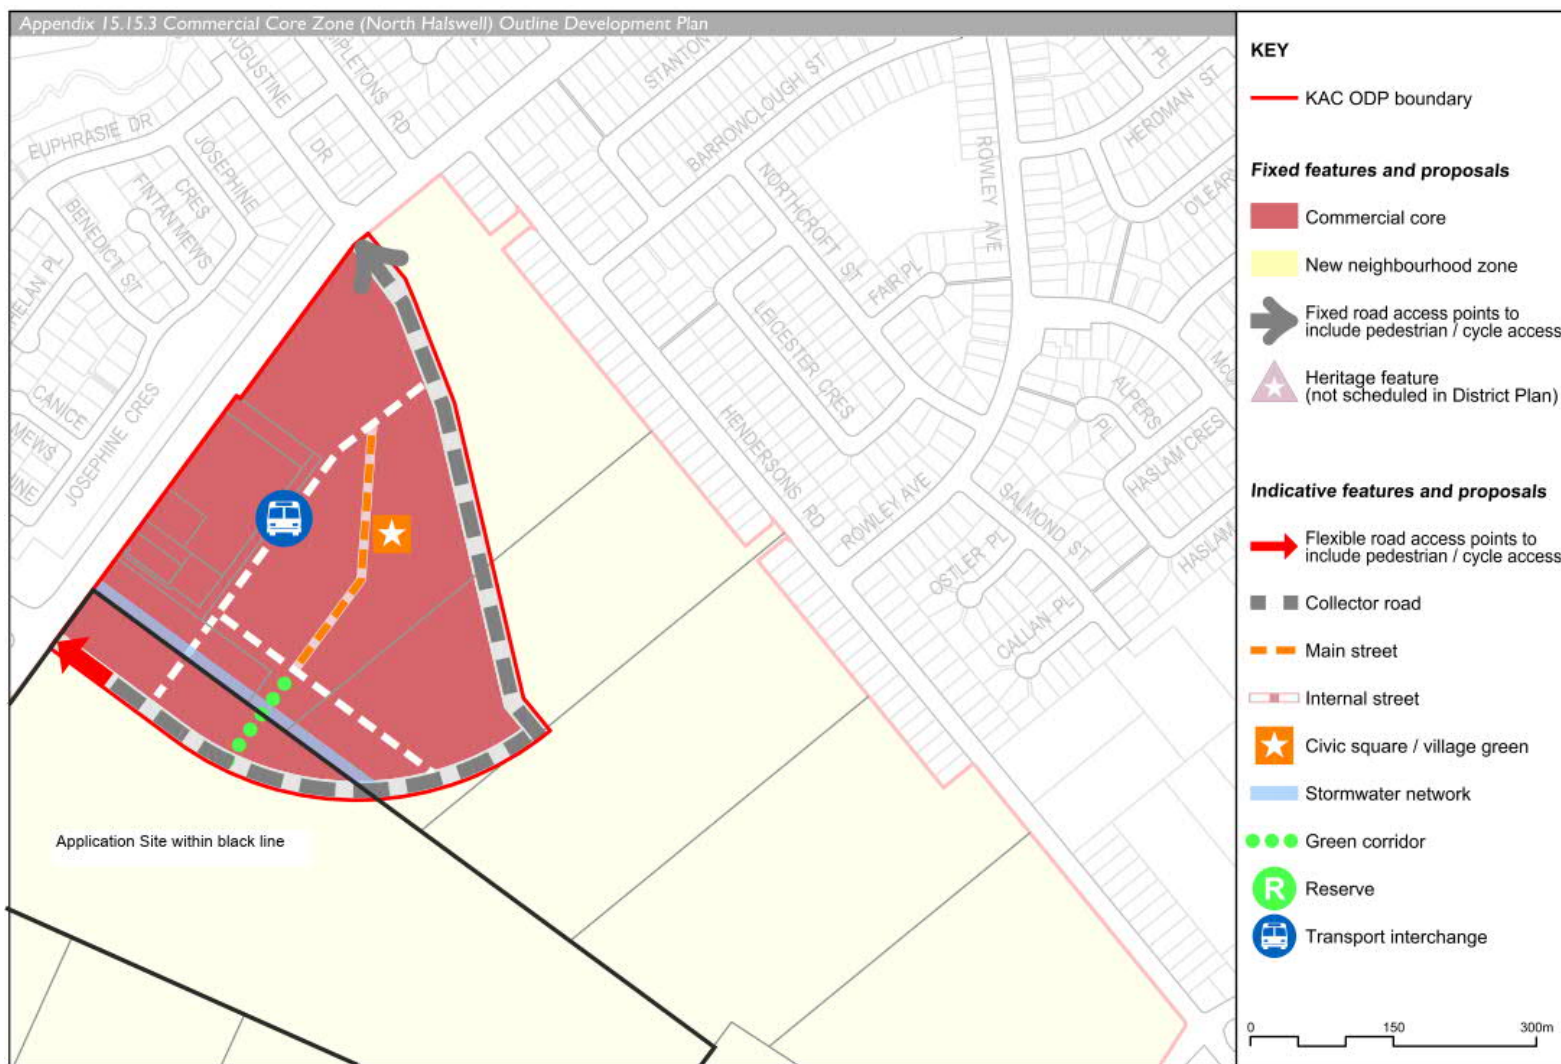 Appendix 15.15.3 Commercial Core Zone (North Halswell) Outline Development Plan
EUPHRASIE DR
AUGUSTINE
DR
JOSEPHINE
CRES
FINTAN MEWS
BENEDICT ST
CANICE
MEWS
JOSEPHINE CRES
STANTON
BARROWCLOUGH ST
NORTHCROFT ST
FAIR PL
LEICESTER CRES
HENDERSONS RD
ROWLEY AVE
ROWLEY AVE
HERDMAN ST
ALPERS
PL
HASLAM CRES
HASLAM
SALMOND ST
OSTLER PL
CALLAN PL
Application Site within black line
KEY
KAC ODP boundary
Fixed features and proposals
Commercial core
New neighbourhood zone
Fixed road access points to
include pedestrian / cycle access
Heritage feature
(not scheduled in District Plan)
Indicative features and proposals
Flexible road access points to
include pedestrian / cycle access
Collector road
Main street
Internal street
Civic square / village green
Stormwater network
Green corridor
R
Reserve
Transport interchange
0 150 300m